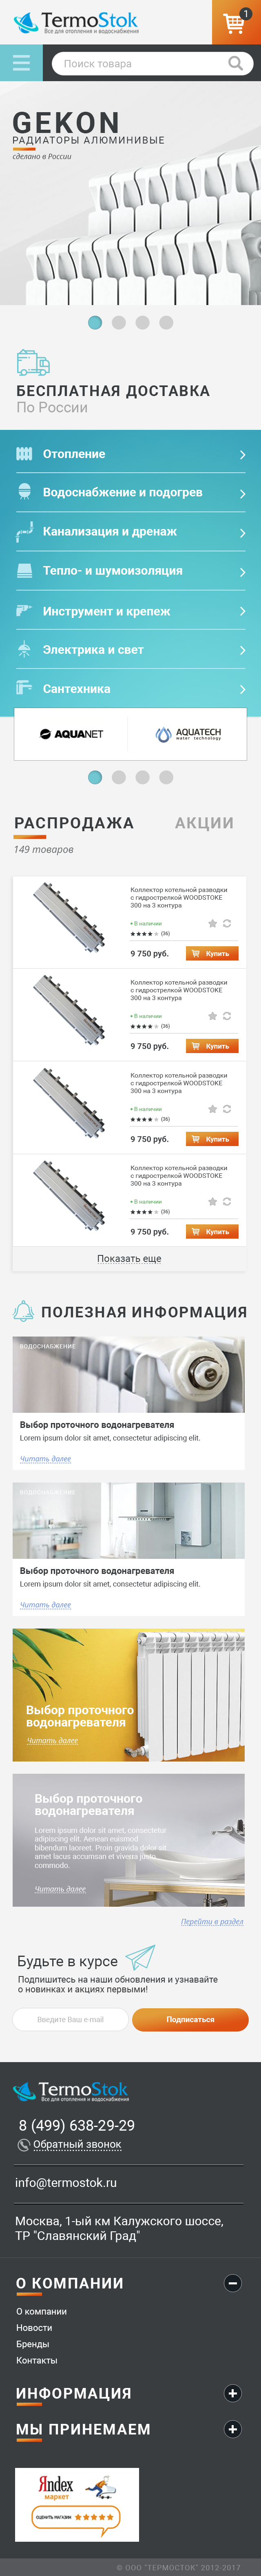 TermoStok
Все для отопления и водоснабжения
1
Поиск товара
GEKON
РАДИАТОРЫ АЛЮМИНИВЫЕ
сделано в России
БЕСПЛАТНАЯ ДОСТАВКА
По России
Отопление
Водоснабжение и подогрев
Канализация и дренаж
Тепло- и шумоизоляция
Инструмент и крепеж
Электрика и свет
Сантехника
AQUANET
AQUATECH
water technology
РАСПРОДАЖА АКЦИИ
149 товаров
Коллектор котельной разводки
с гидрострелкой WOODSTOKE
300 на 3 контура
В наличии
(36)
9 750 руб. Купить
Коллектор котельной разводки
с гидрострелкой WOODSTOKE
300 на 3 контура
В наличии
(36)
9 750 руб. Купить
Коллектор котельной разводки
с гидрострелкой WOODSTOKE
300 на 3 контура
В наличии
(36)
9 750 руб. Купить
Коллектор котельной разводки
с гидрострелкой WOODSTOKE
300 на 3 контура
В наличии
(36)
9 750 руб. Купить
Показать еще
ПОЛЕЗНАЯ ИНФОРМАЦИЯ
ВОДОСНАБЖЕНИЕ
Выбор проточного водонагревателя
Lorem ipsum dolor sit amet, consectetur adipiscing elit.
Читать далее
ВОДОСНАБЖЕНИЕ
Выбор проточного водонагревателя
Lorem ipsum dolor sit amet, consectetur adipiscing elit.
Читать далее
Выбор проточного
водонагревателя
Читать далее
Выбор проточного
водонагревателя
Lorem ipsum dolor sit amet, consectetur
adipiscing elit. Aenean euismod
bibendum laoreet. Proin gravida dolor sit
amet lacus accumsan et viverra justo
commodo.
Читать далее
Перейти в раздел
Будьте в курсе
Подпишитесь на наши обновления и узнавайте
о новинках и акциях первыми!
Введите Ваш e-mail Подписаться
TermoStok
Все для отопления и водоснабжения
8 (499) 638-29-29
Обратный звонок
info@termostok.ru
Москва, 1-ый км Калужского шоссе,
ТР "Славянский Град"
О КОМПАНИИ
О компании
Новости
Бренды
Контакты
ИНФОРМАЦИЯ
МЫ ПРИНЕМАЕМ
Яndex
маркет
ОЦЕНИТЬ МАГАЗИН
© ООО "ТЕРМОСТОК" 2012-2017